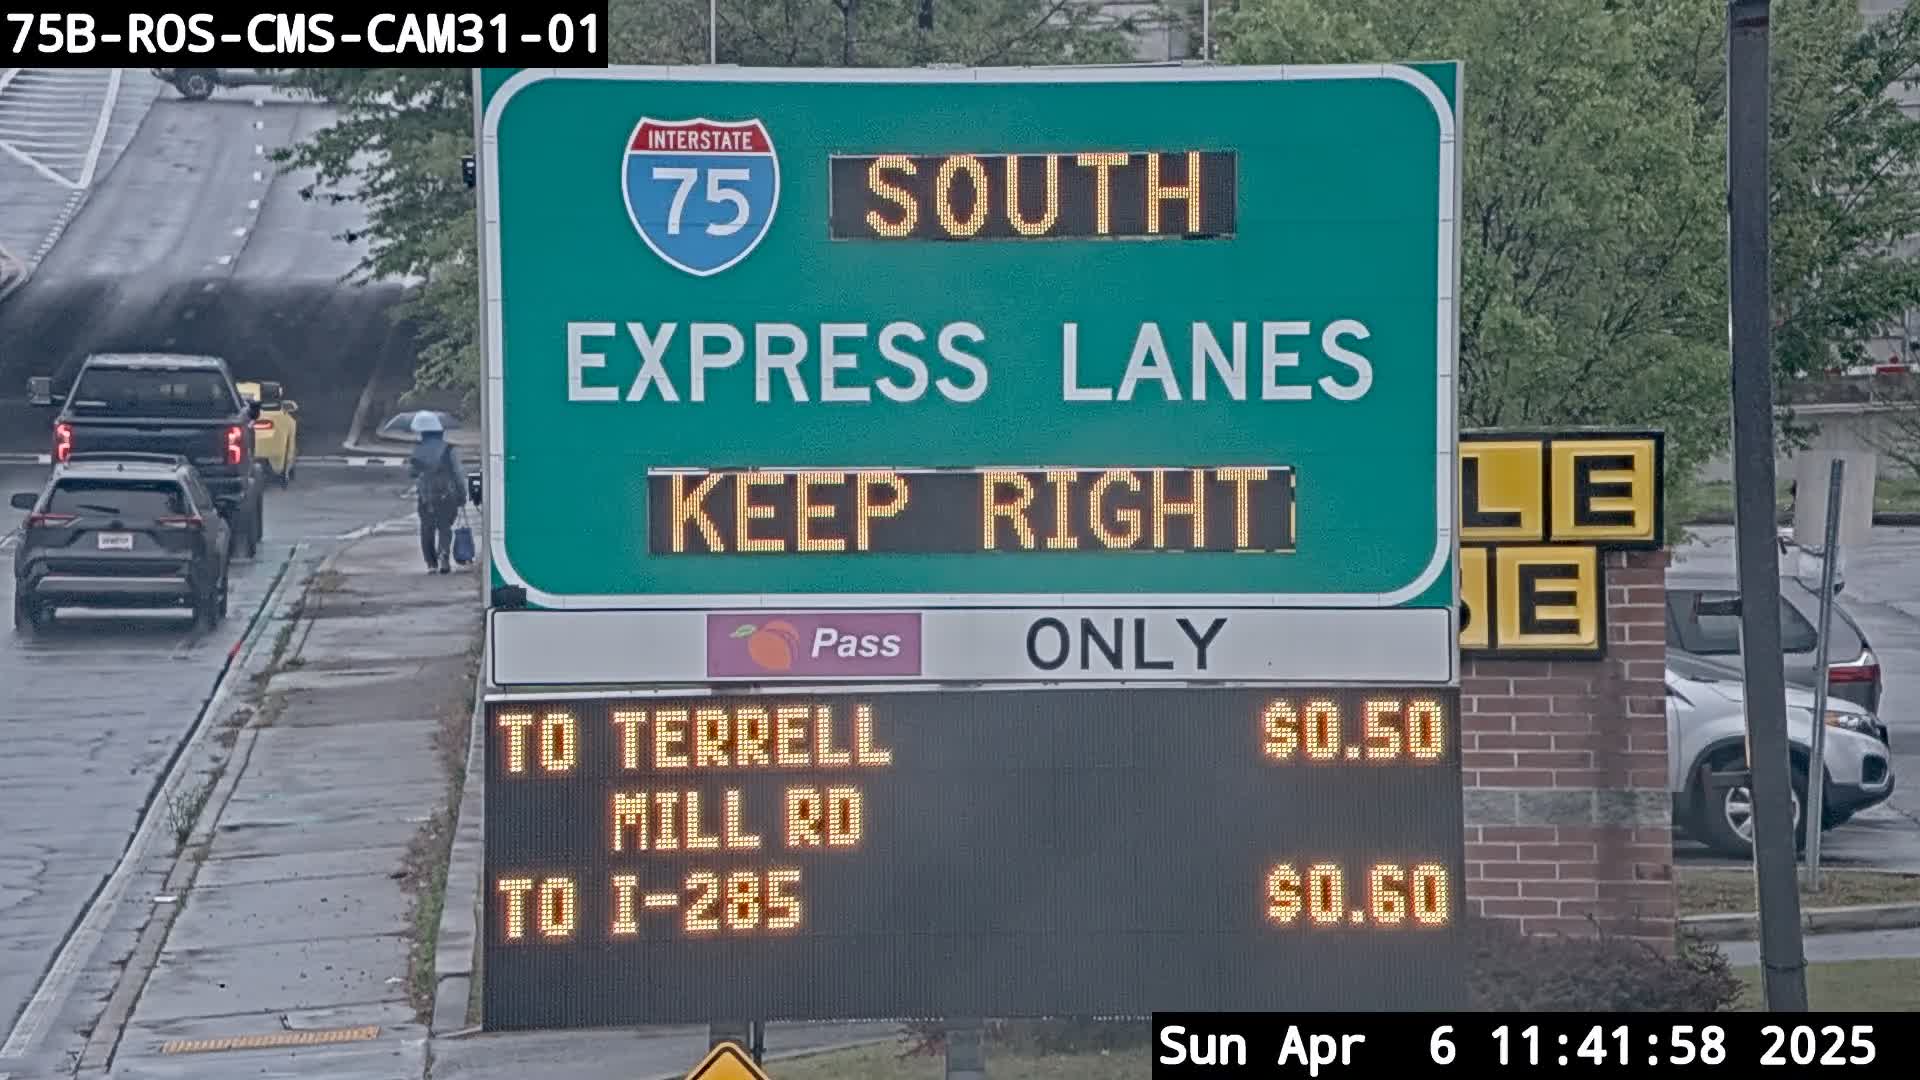 75B-ROS-CMS-CAM31-01
INTERSTATE
75
SOUTH
EXPRESS LANES
KEEP RIGHT
Pass ONLY
TO TERRELL $0.50
MILL RD
TO I-285 $0.60
LE
E
Sun Apr 6 11:41:58 2025